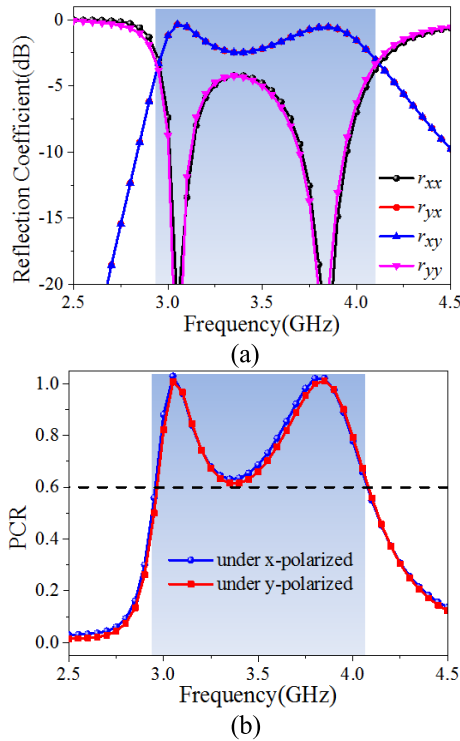 0
-5
-10
-15
-20
Reflection Coefficient(dB)
rxx
ryx
rxy
ryy
2.5 3.0 3.5 4.0 4.5
Frequency(GHz)
(a)
1.0
0.8
0.6
0.4
0.2
0.0
PCR
under x-polarized
under y-polarized
2.5 3.0 3.5 4.0 4.5
Frequency(GHz)
(b)